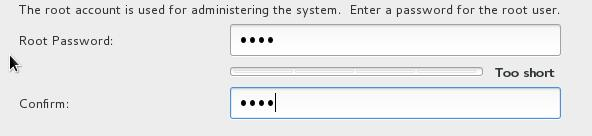 The root account is used for administering the system.  Enter a password for the root user.
Root Password: ••••
Too short
Confirm: ••••